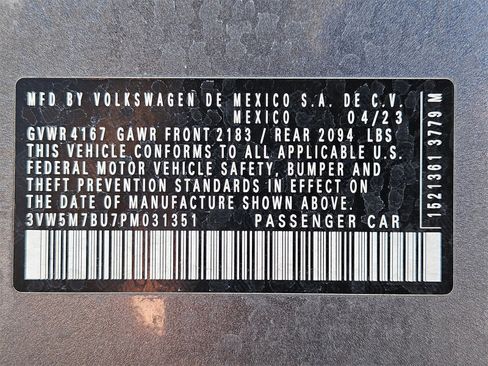 MFD BY VOLKSWAGEN DE MEXICO S.A. DE C.V.
MEXICO 04/23
GVWR 4167 GAWR FRONT 2183 / REAR 2094 LBS
THIS VEHICLE CONFORMS TO ALL APPLICABLE U.S.
FEDERAL MOTOR VEHICLE SAFETY, BUMPER AND
THEFT PREVENTION STANDARDS IN EFFECT ON
THE DATE OF MANUFACTURE SHOWN ABOVE.
3VW5M7BU7PM031351 PASSENGER CAR
1621361 3779 M